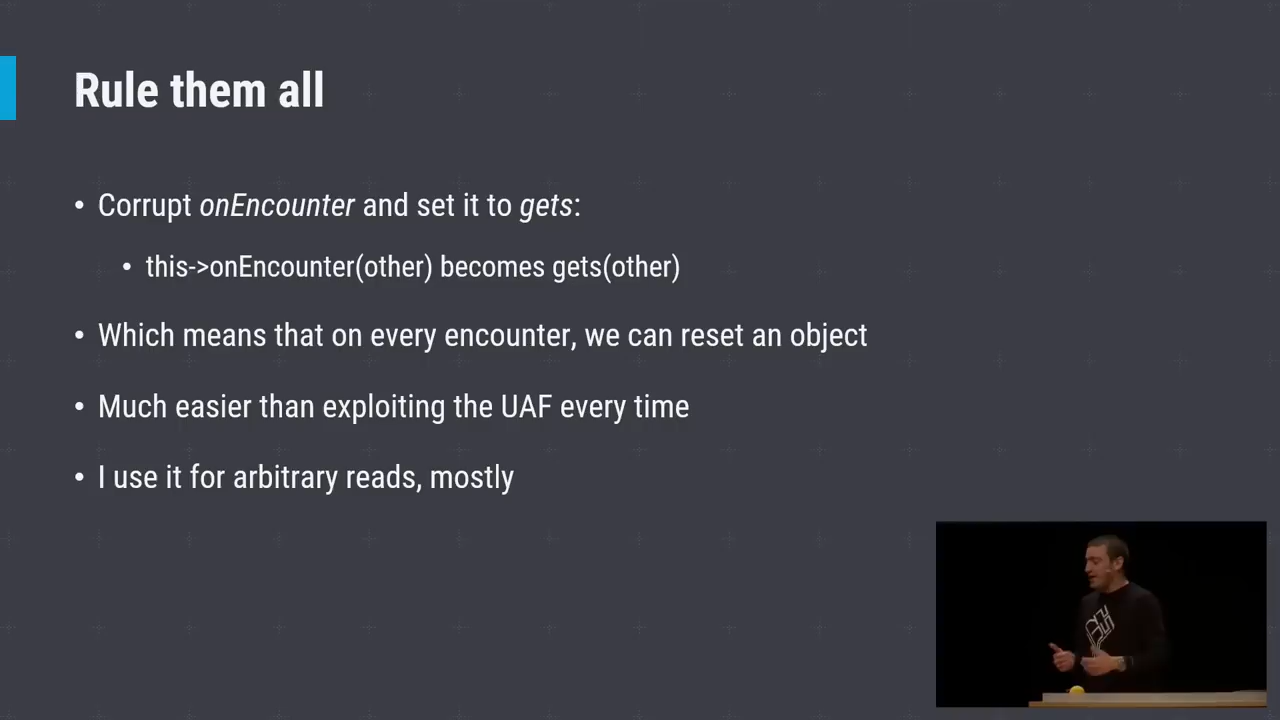 Rule them all
• Corrupt onEncounter and set it to gets:
• this->onEncounter(other) becomes gets(other)
• Which means that on every encounter, we can reset an object
• Much easier than exploiting the UAF every time
• I use it for arbitrary reads, mostly